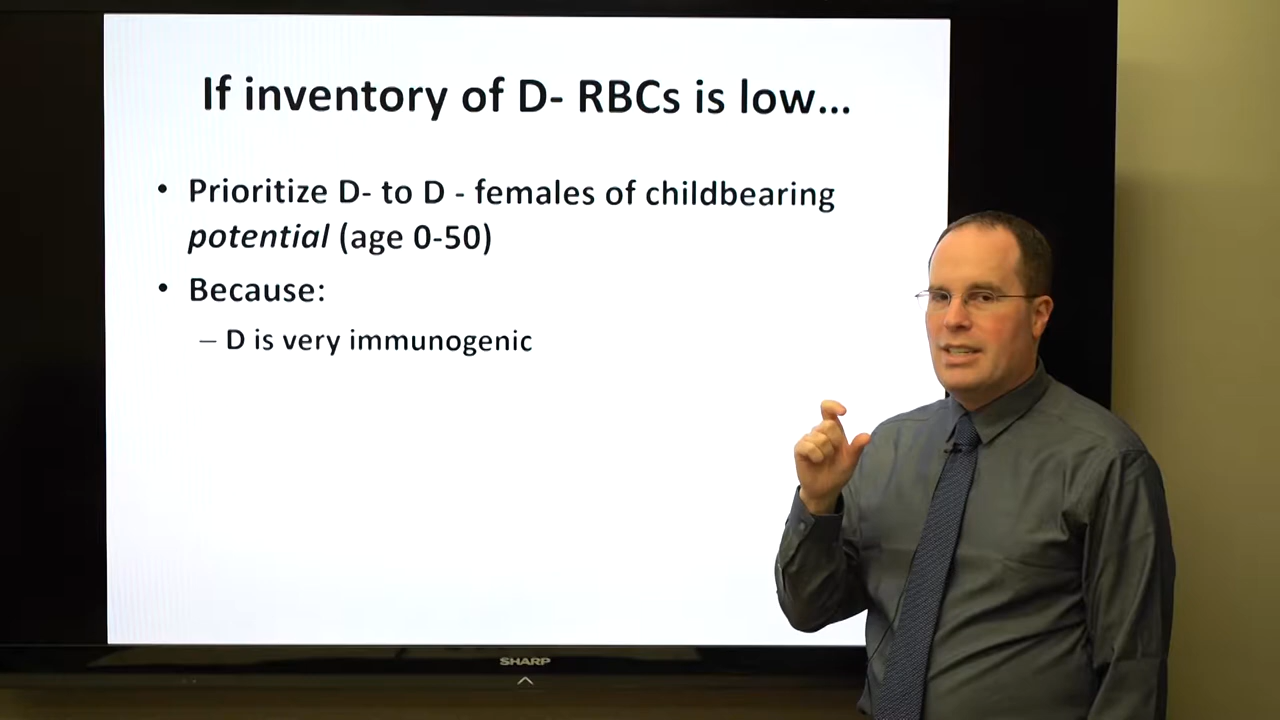 If inventory of D- RBCs is low...
• Prioritize D- to D - females of childbearing
potential (age 0-50)
• Because:
– D is very immunogenic
SHARP